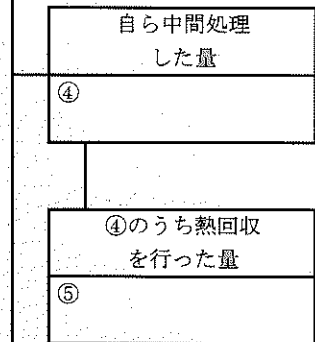 自ら中間処理
した量
④
④のうち熱回収
を行った量
⑤